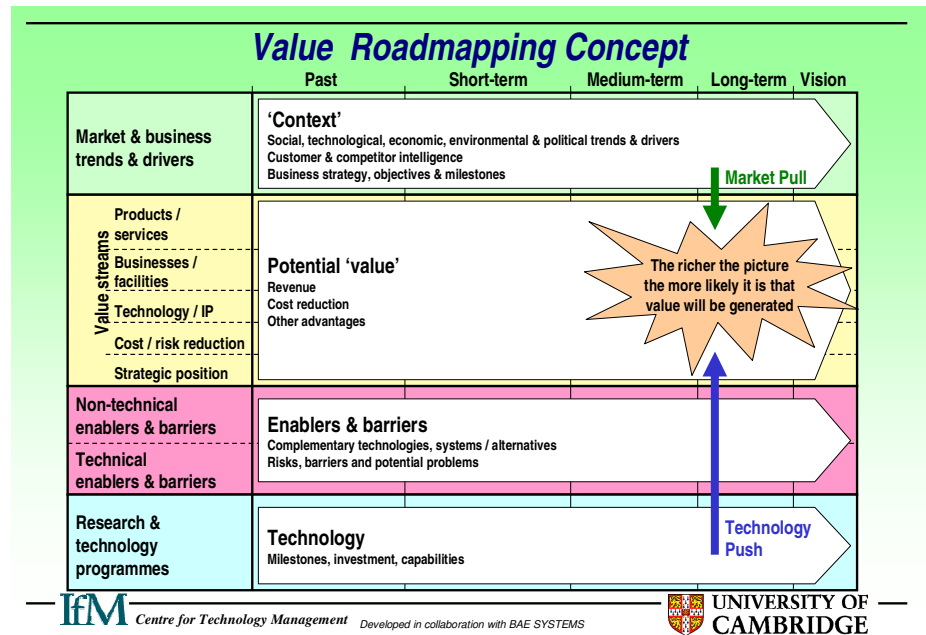 Value Roadmapping Concept
Past Short-term Medium-term Long-term Vision
Market & business
trends & drivers
‘Context’
Social, technological, economic, environmental & political trends & drivers
Customer & competitor intelligence
Business strategy, objectives & milestones
Market Pull
Value streams
Products /
services
Businesses /
facilities
Technology / IP
Cost / risk reduction
Strategic position
Potential ‘value’
Revenue
Cost reduction
Other advantages
The richer the picture
the more likely it is that
value will be generated
Non-technical
enablers & barriers
Technical
enablers & barriers
Enablers & barriers
Complementary technologies, systems / alternatives
Risks, barriers and potential problems
Research &
technology
programmes
Technology
Milestones, investment, capabilities
Technology
Push
IfM Centre for Technology Management Developed in collaboration with BAE SYSTEMS
UNIVERSITY OF
CAMBRIDGE